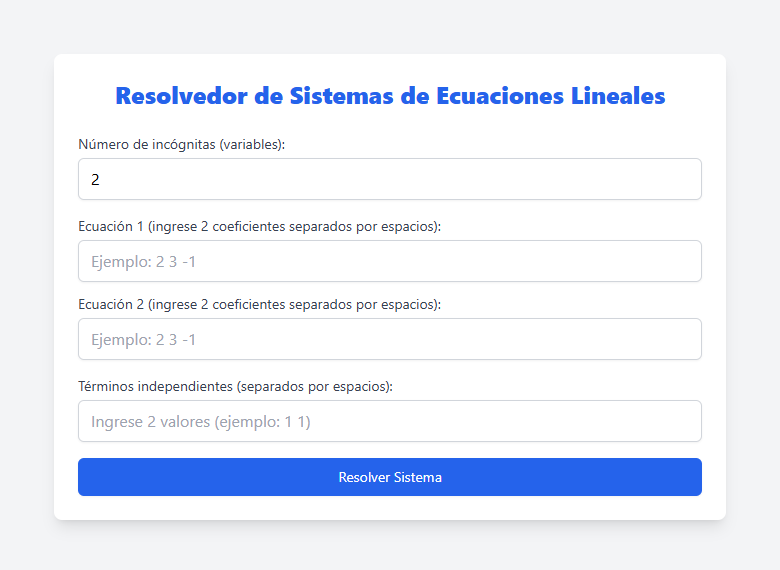 Resolvedor de Sistemas de Ecuaciones Lineales
Número de incógnitas (variables):
2
Ecuación 1 (ingrese 2 coeficientes separados por espacios):
Ejemplo: 2 3 -1
Ecuación 2 (ingrese 2 coeficientes separados por espacios):
Ejemplo: 2 3 -1
Términos independientes (separados por espacios):
Ingrese 2 valores (ejemplo: 1 1)
Resolver Sistema